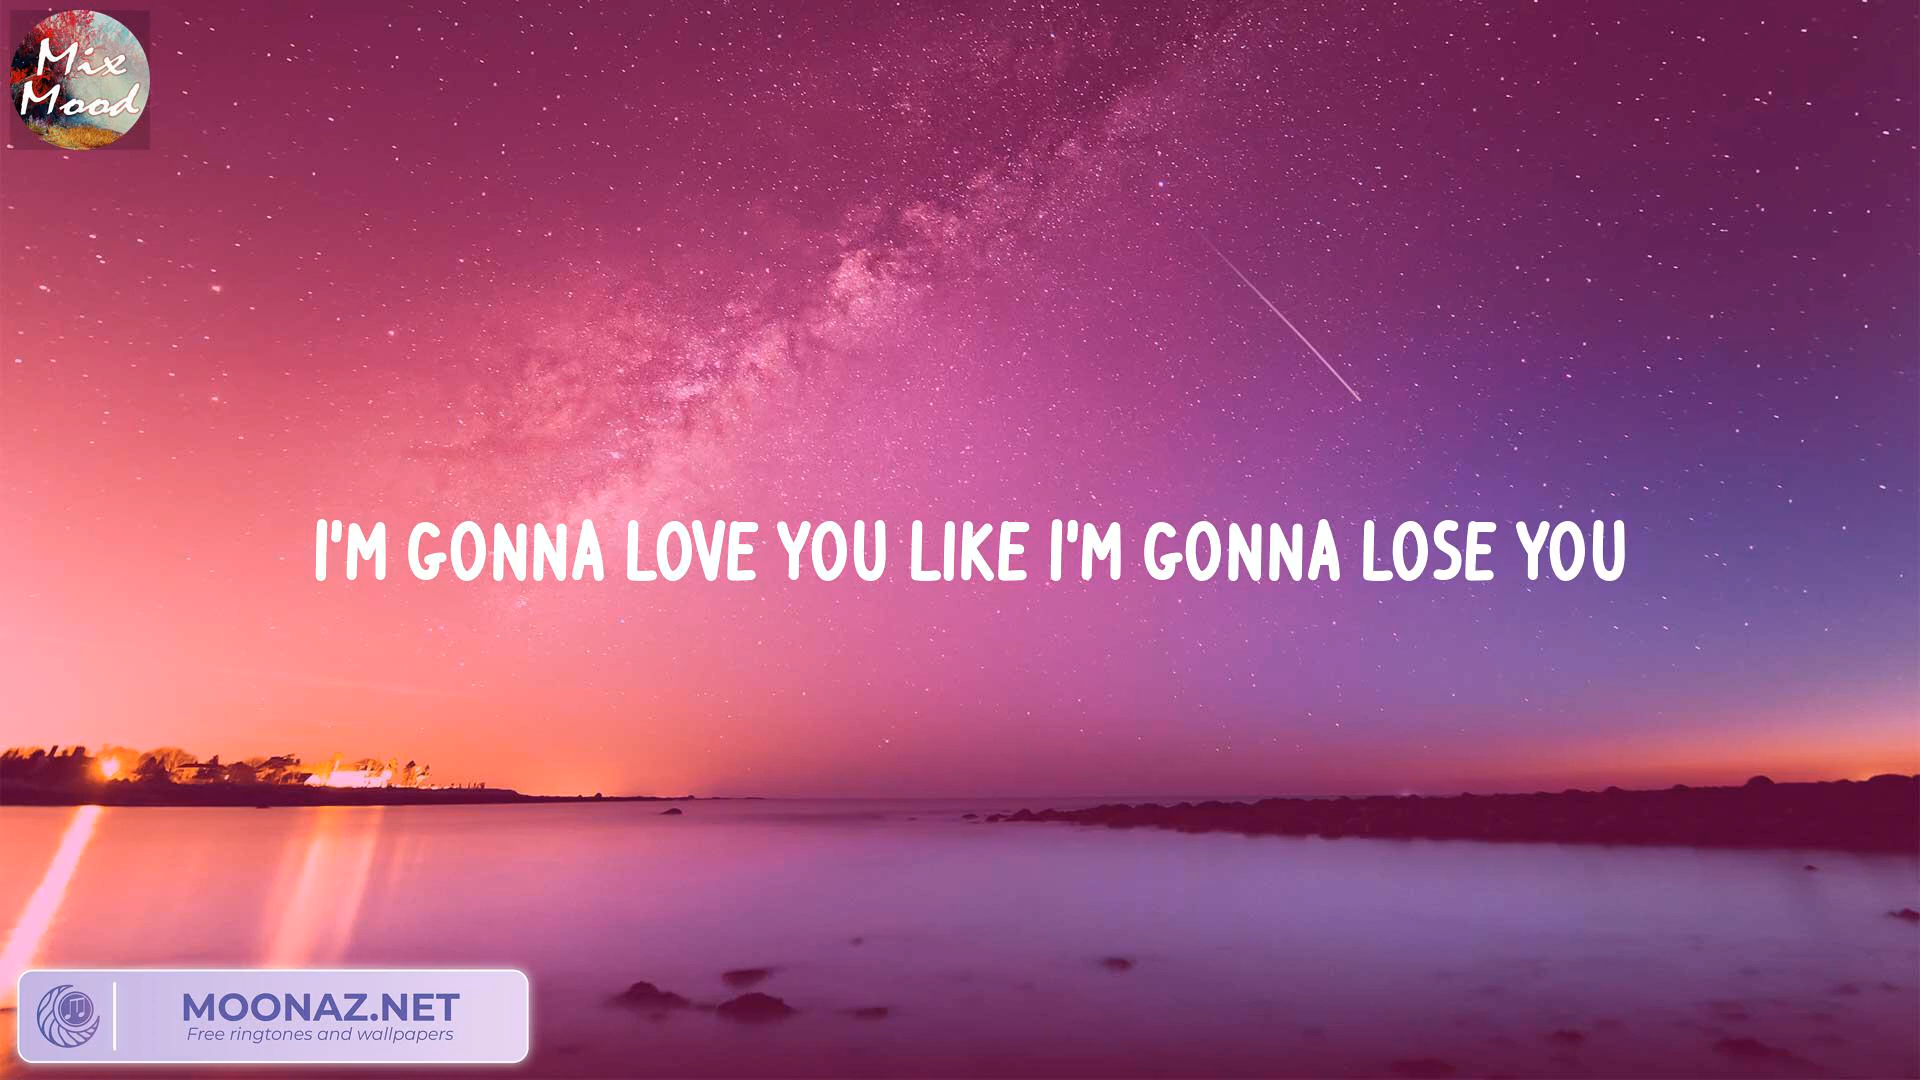 Mix
Mood
I'M GONNA LOVE YOU LIKE I'M GONNA LOSE YOU
MOONAZ.NET
Free ringtones and wallpapers